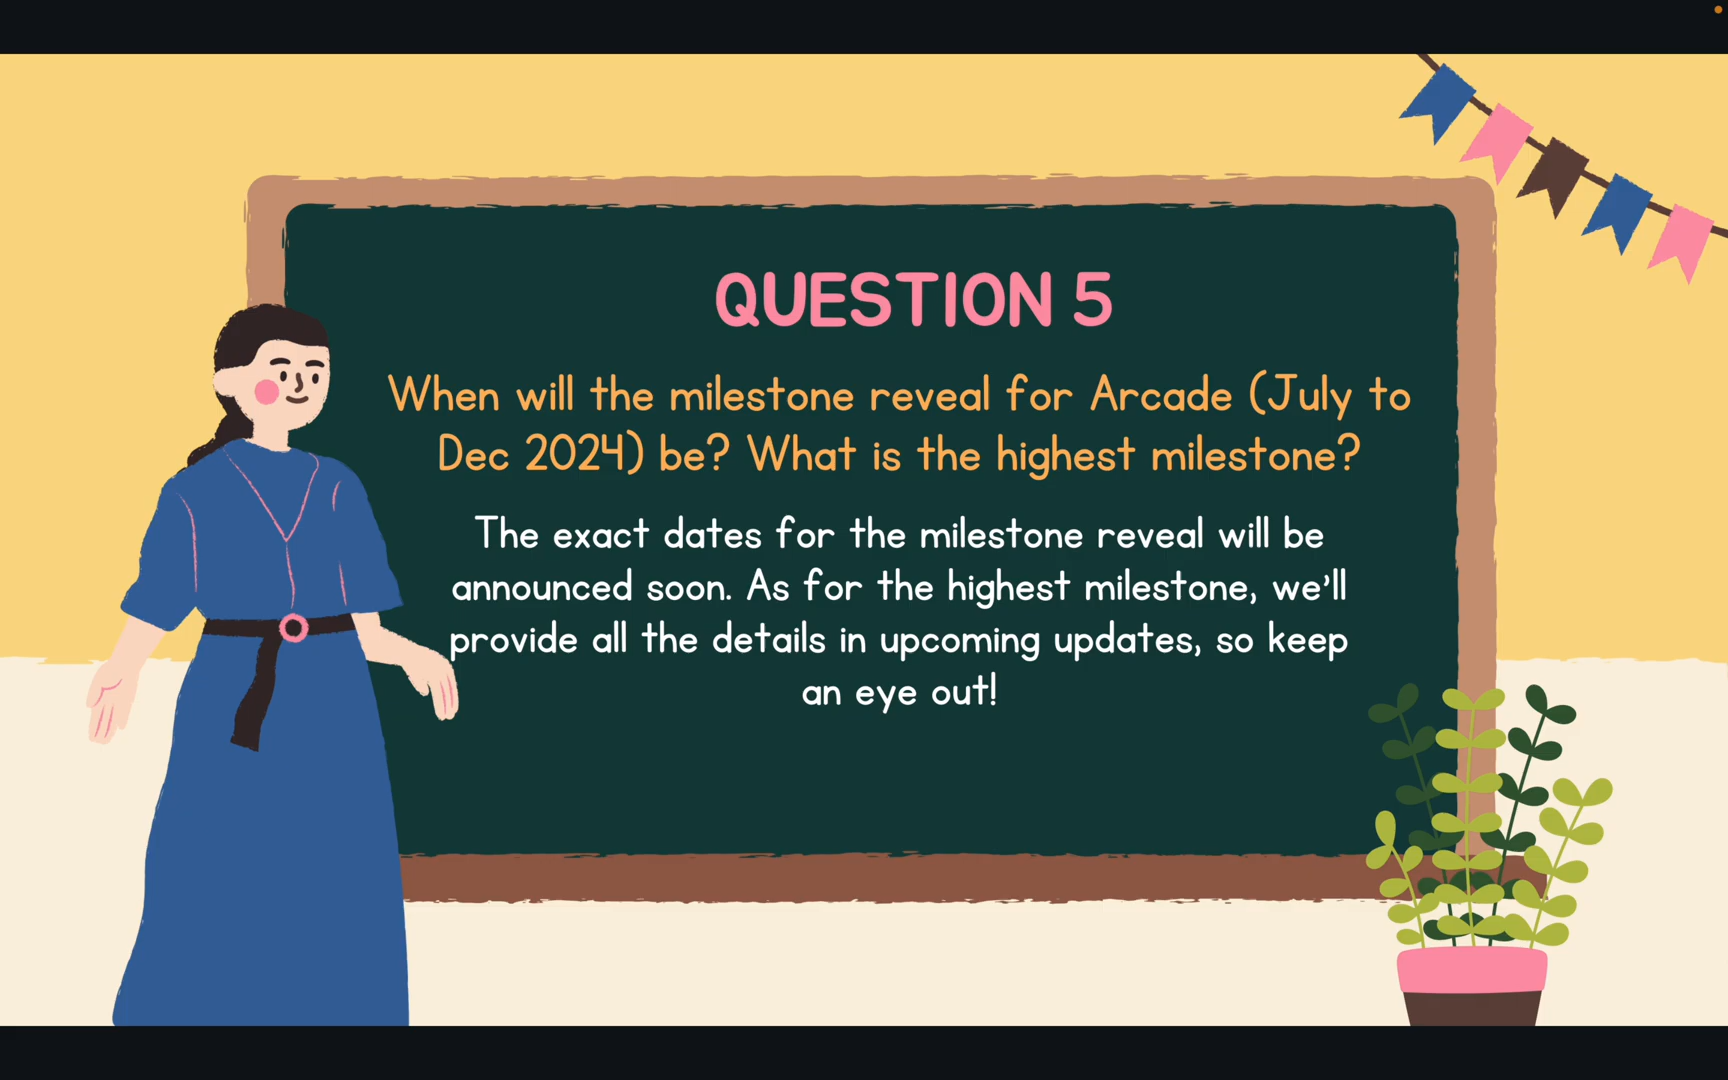 QUESTION 5
When will the milestone reveal for Arcade (July to
Dec 2024) be? What is the highest milestone?
The exact dates for the milestone reveal will be
announced soon. As for the highest milestone, we'll
provide all the details in upcoming updates, so keep
an eye out!